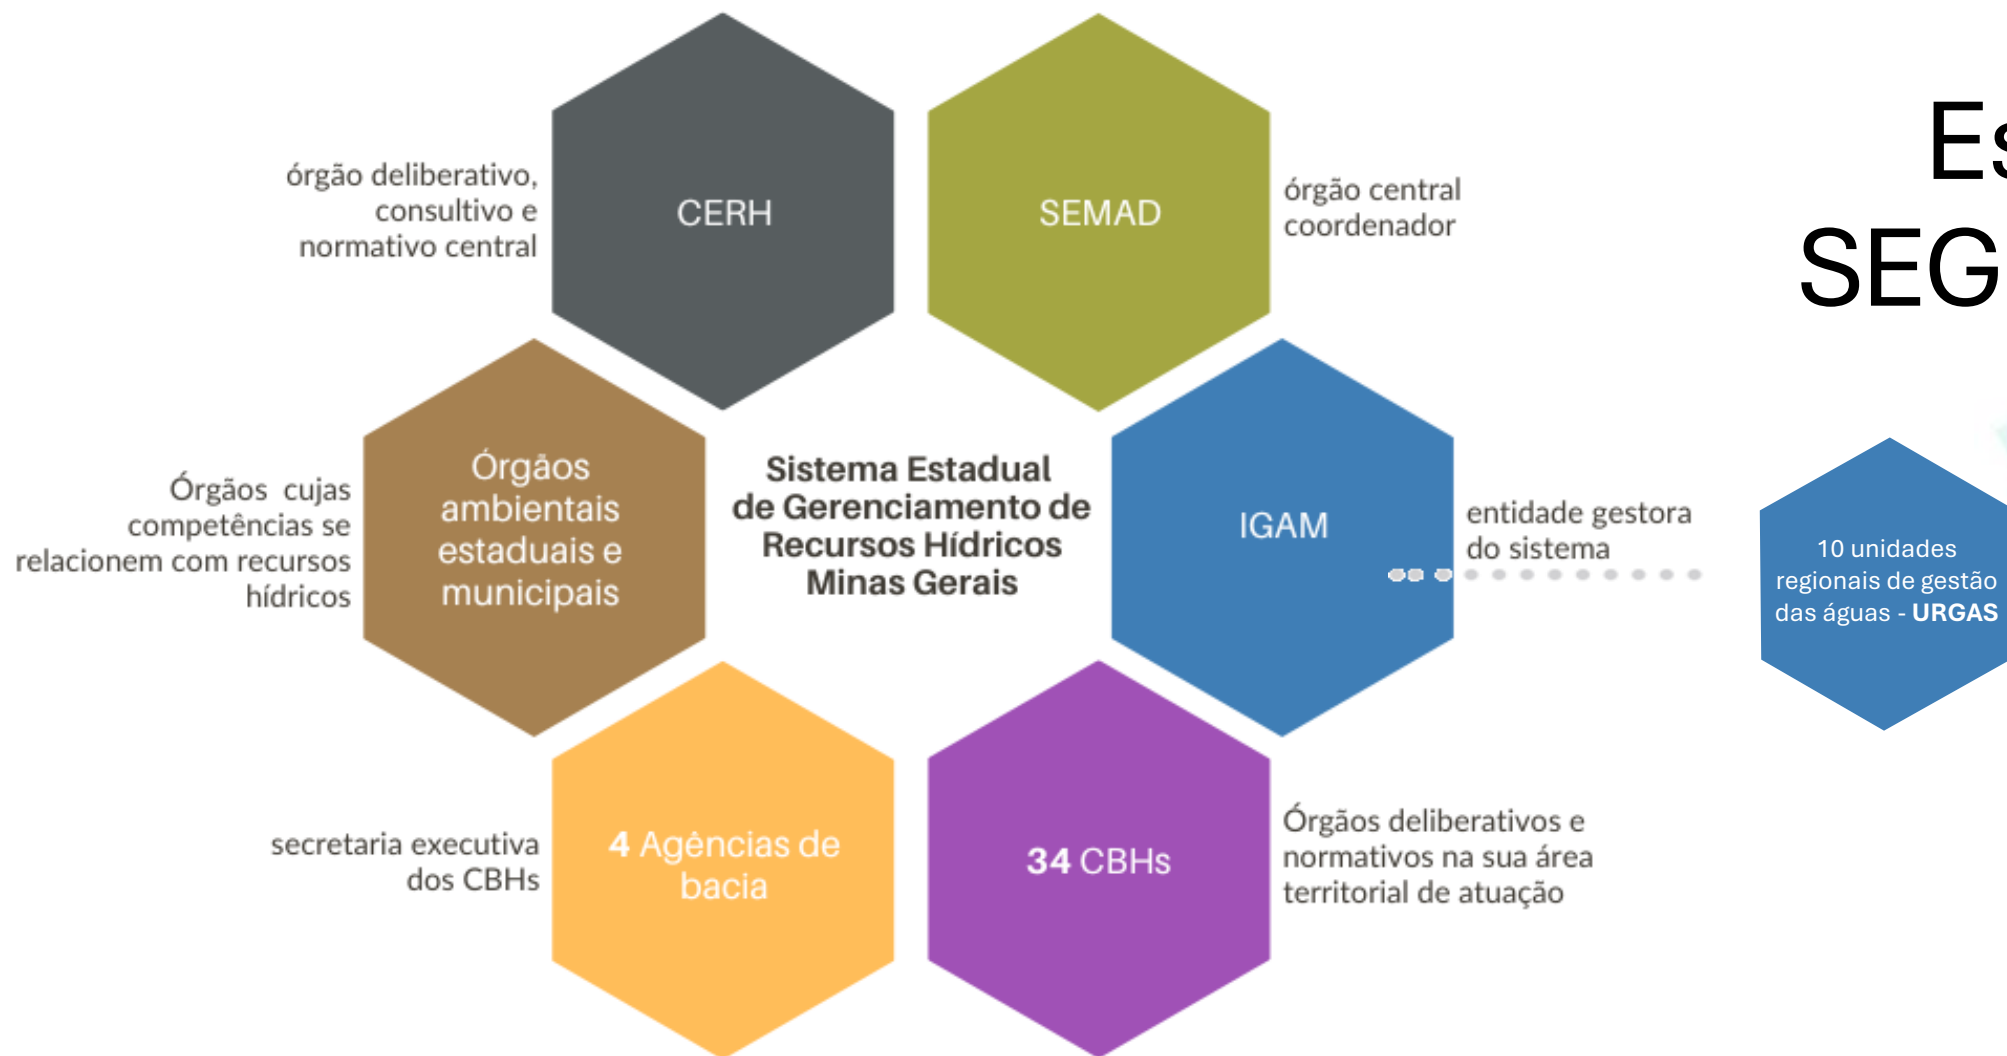 Es
SEG
órgão deliberativo,
consultivo e
normativo central
CERH
SEMAD
órgão central
coordenador
Órgãos cujas
competências se
relacionem com recursos
hídricos
Órgãos
ambientais
estaduais e
municipais
Sistema Estadual
de Gerenciamento de
Recursos Hídricos
Minas Gerais
IGAM
entidade gestora
do sistema
10 unidades
regionais de gestão
das águas - URGAS
secretaria executiva
dos CBHs
4 Agências de
bacia
34 CBHs
Órgãos deliberativos e
normativos na sua área
territorial de atuação